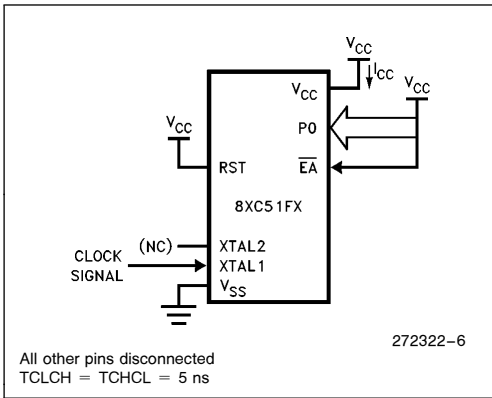 VCC
ICC
VCC
VCC
VCC
P0
RST
EA
8XC51FX
(NC)
XTAL2
CLOCK SIGNAL
XTAL1
VSS
272322–6
All other pins disconnected
TCLCH = TCHCL = 5 ns